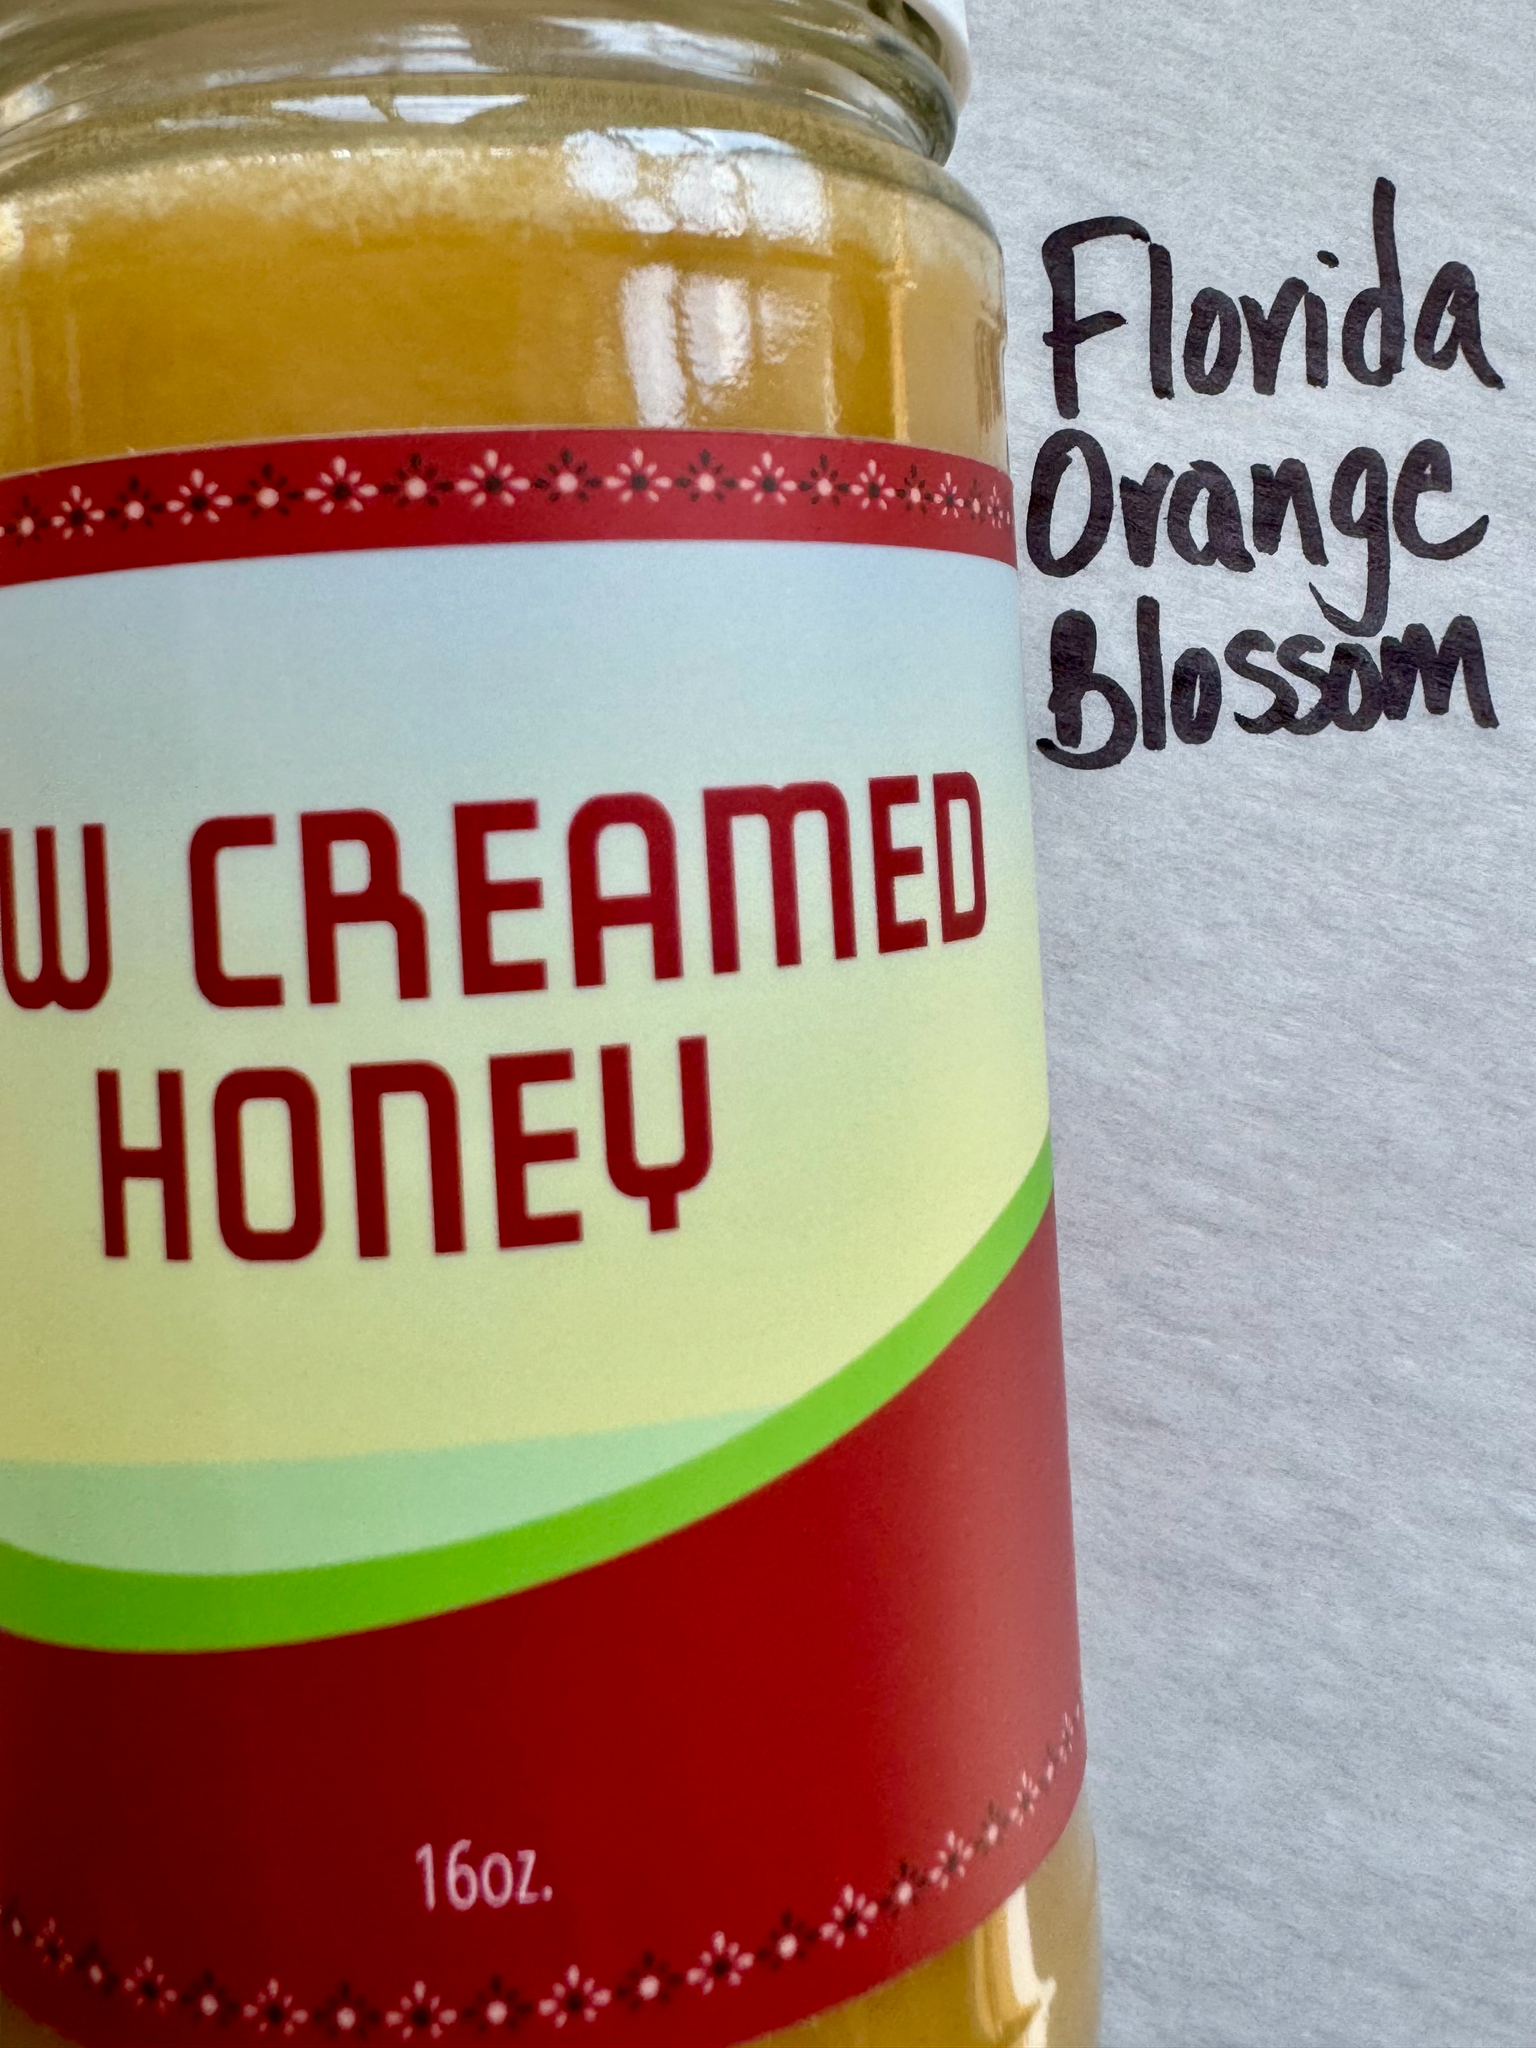 Florida
Orange
Blossom
W CREAMED
HONEY
16oz.